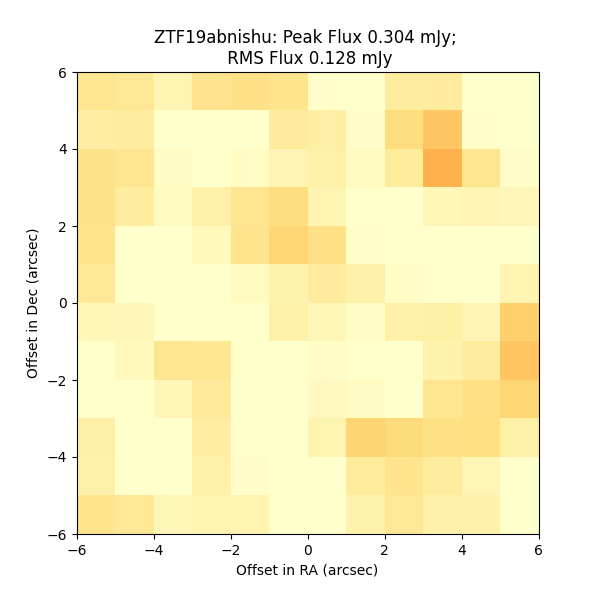 ZTF19abnishu: Peak Flux 0.304 mJy;
RMS Flux 0.128 mJy
6
4
2
0
−2
−4
−6
Offset in Dec (arcsec)
−6 −4 −2 0 2 4 6
Offset in RA (arcsec)